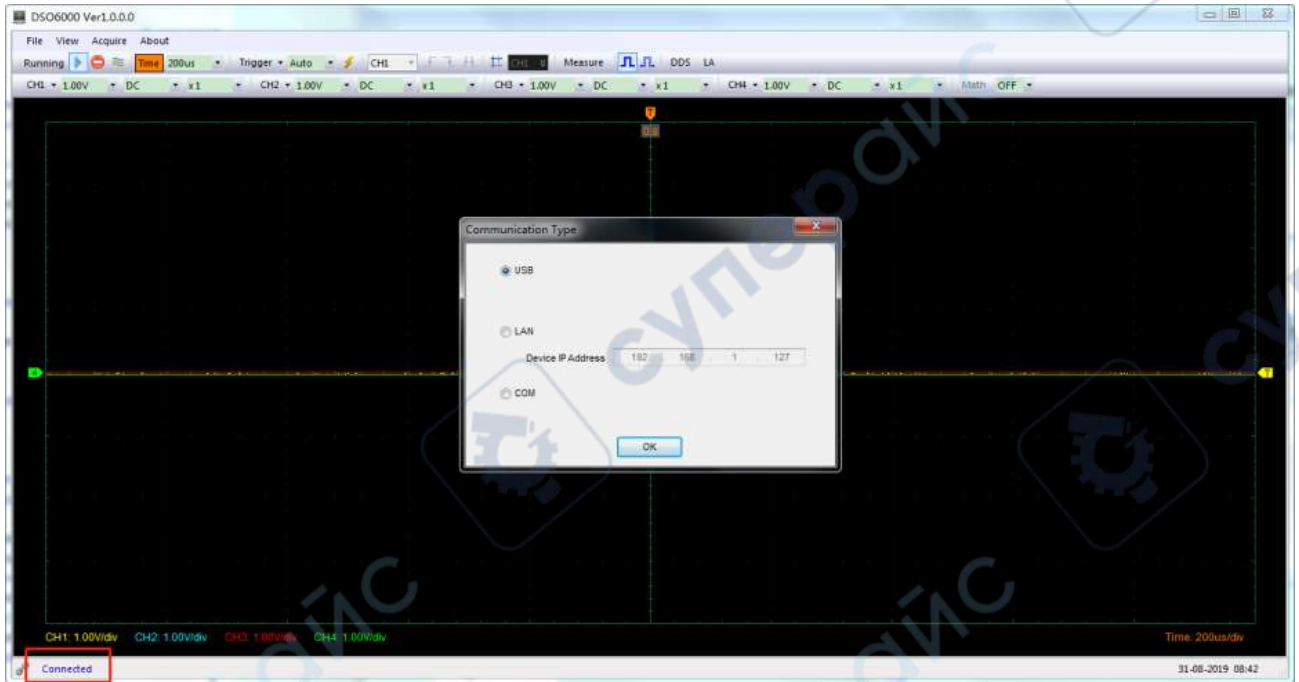 DSO6000 Ver1.0.0.0
File View Acquire About
Running Time 200us Trigger Auto CH1 CH1 Measure DDS LA
CH1 1.00V DC x1 CH2 1.00V DC x1 CH3 1.00V DC x1 CH4 1.00V DC x1 Math OFF
T
Communication Type
USB
LAN
Device IP Address 192 . 168 . 1 . 127
COM
OK
T
CH1: 1.00V/div CH2: 1.00V/div CH3: 1.00V/div CH4: 1.00V/div Time: 200us/div
Connected 31-08-2019 08:42
суперайс